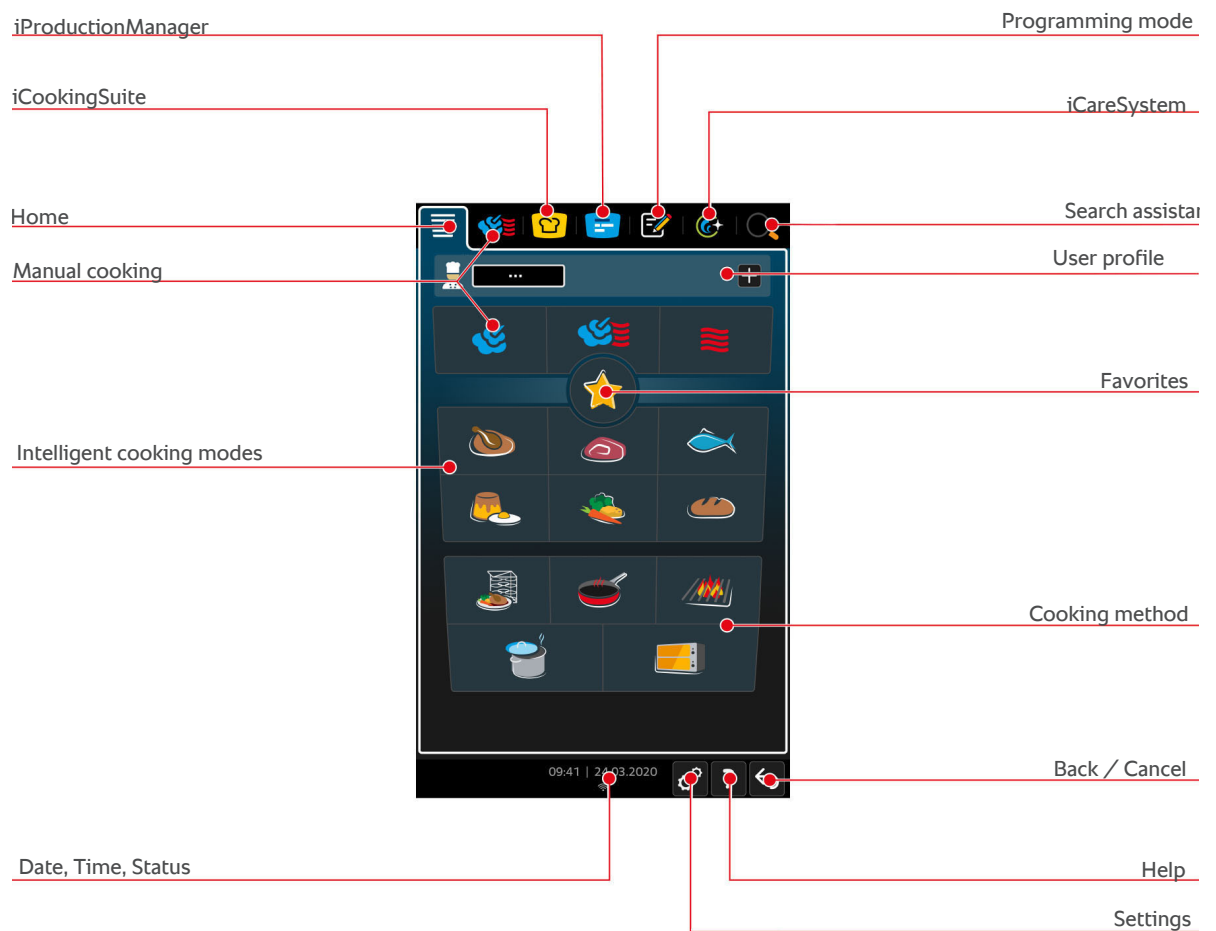 iProductionManager
Programming mode
iCookingSuite
iCareSystem
Home
Search assistan
Manual cooking
User profile
...
Favorites
Intelligent cooking modes
Cooking method
Back / Cancel
09:41 | 24.03.2020
Date, Time, Status
Help
Settings